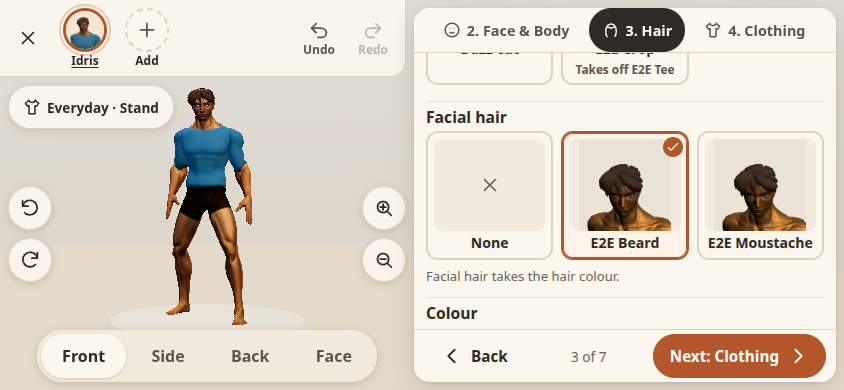 Idris
Add
Undo
Redo
Everyday · Stand
Front
Side
Back
Face
2. Face & Body
3. Hair
4. Clothing
Takes off E2E Tee
Facial hair
None
E2E Beard
E2E Moustache
Facial hair takes the hair colour.
Colour
Back
3 of 7
Next: Clothing